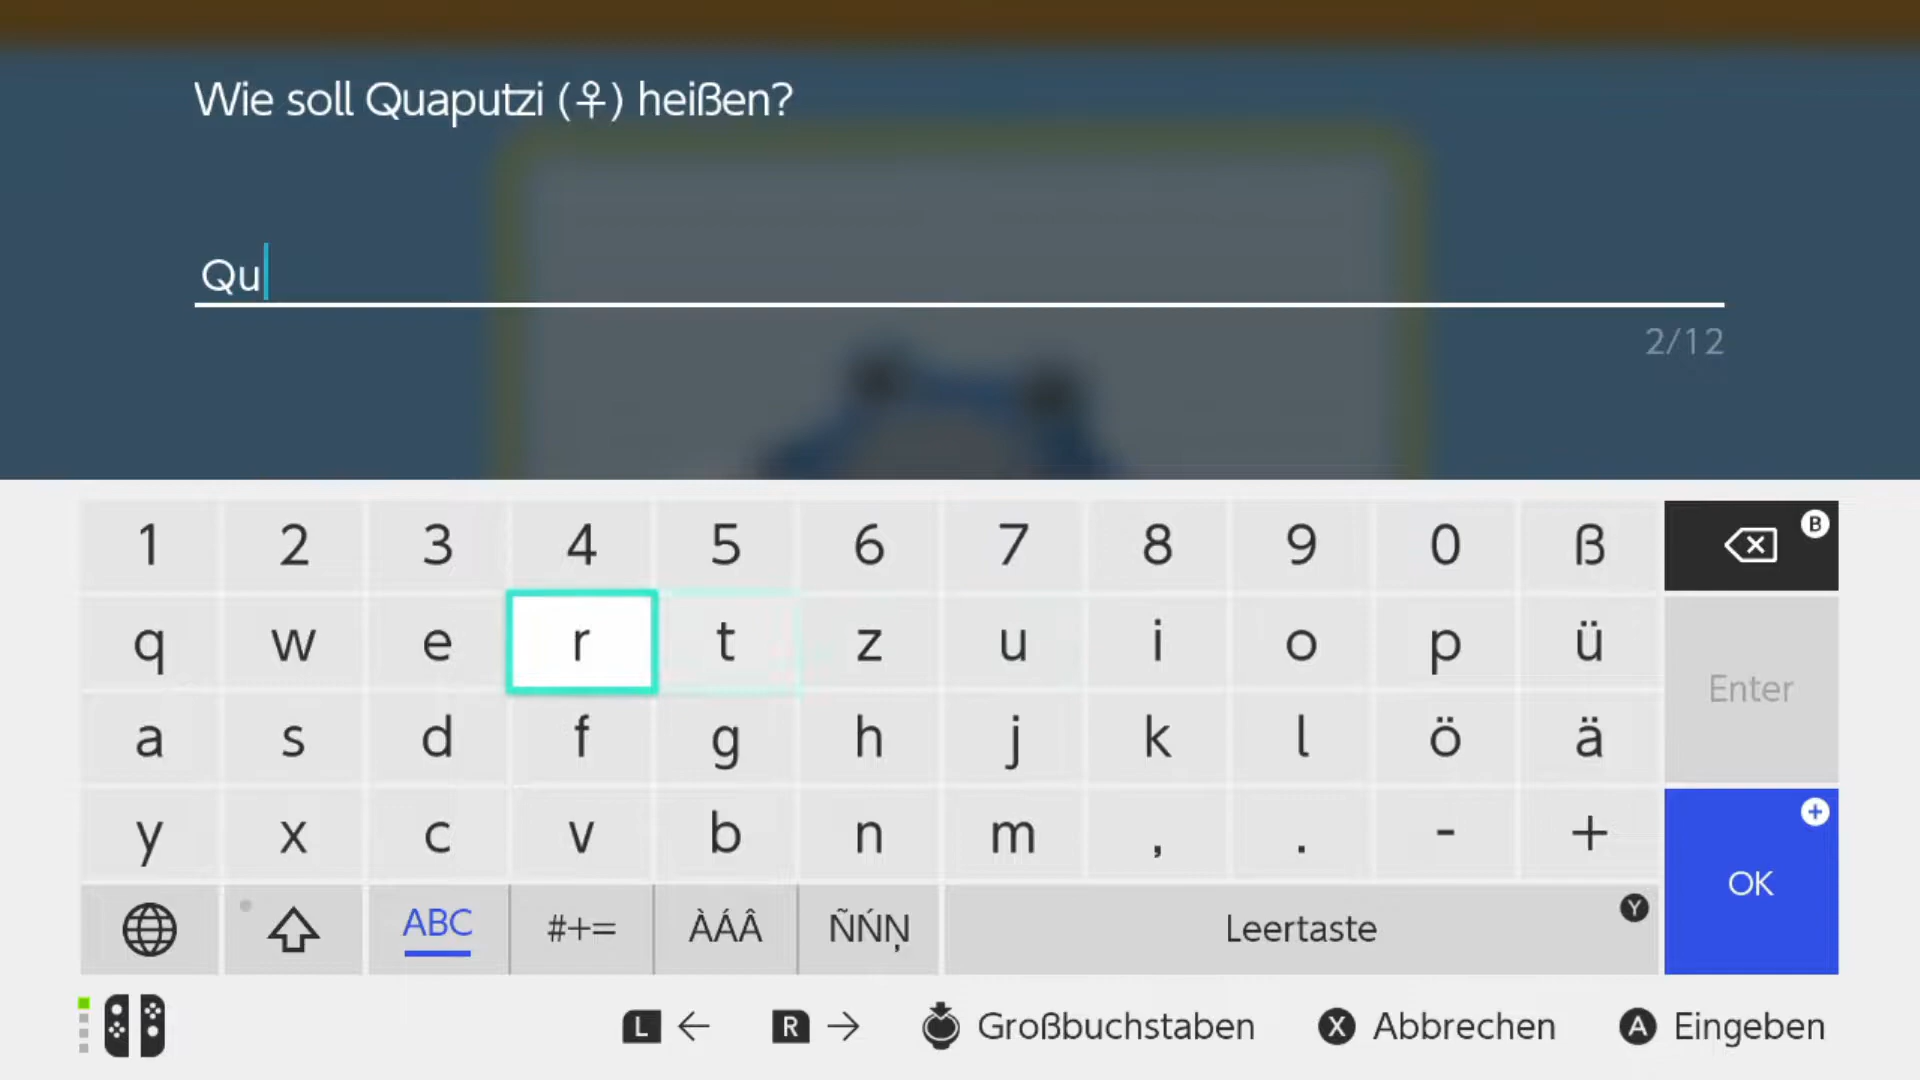 Wie soll Quaputzi (♀) heißen?
Qu
2/12
1 2 3 4 5 6 7 8 9 0 ß B
q w e r t z u i o p ü Enter
a s d f g h j k l ö ä
y x c v b n m , . - + OK
ABC #+= ÀÁÂ ÑŃŅ Leertaste Y
L ← R → Großbuchstaben X Abbrechen A Eingeben